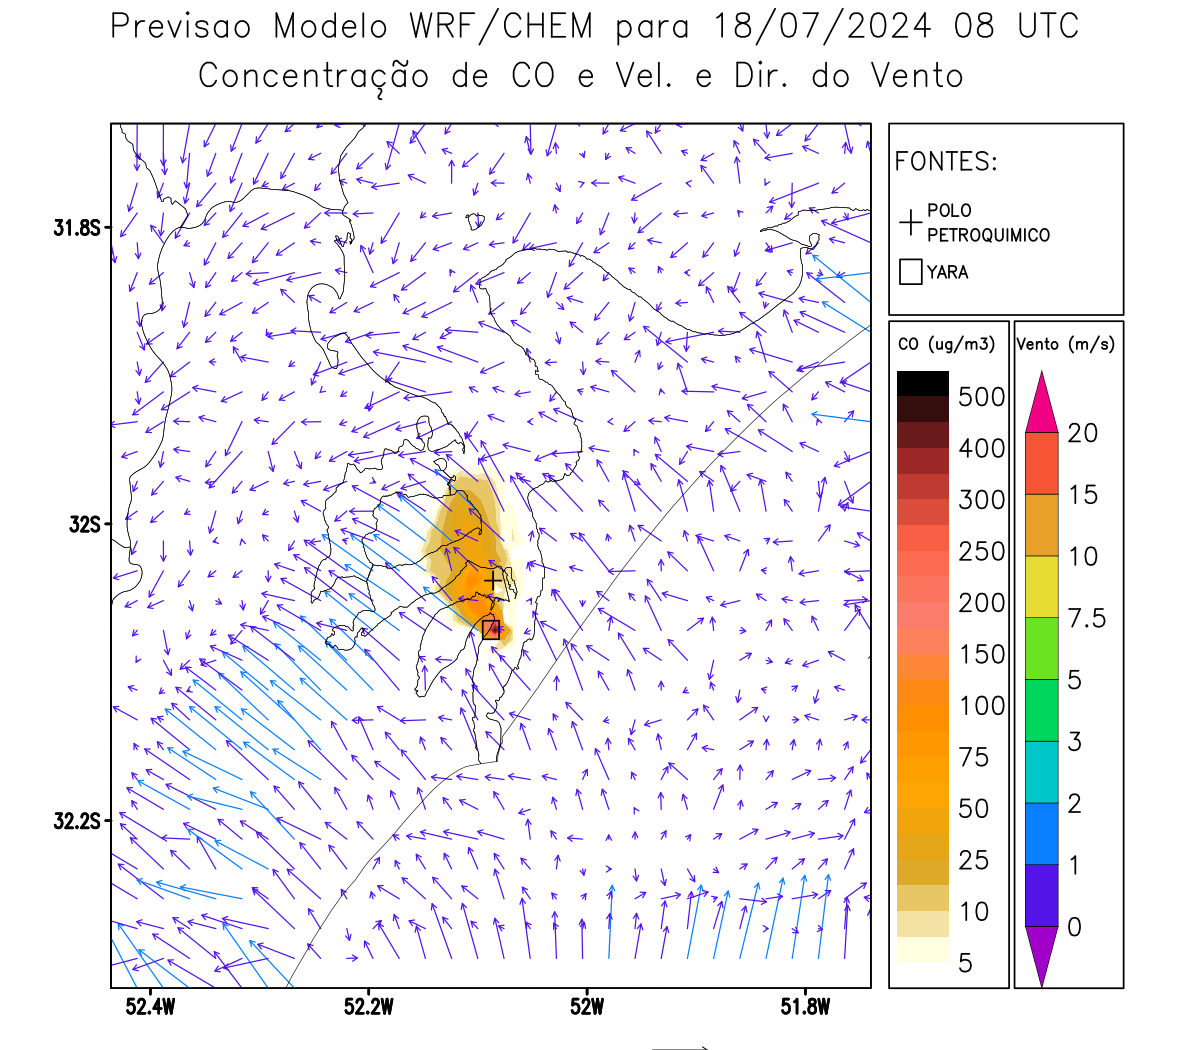 Previsao Modelo WRF/CHEM para 18/07/2024 08 UTC
Concentração de CO e Vel. e Dir. do Vento
FONTES:
POLO
PETROQUIMICO
YARA
31.8S
32S
32.2S
52.4W
52.2W
52W
51.8W
CO (ug/m3)
500
400
300
250
200
150
100
75
50
25
10
5
Vento (m/s)
20
15
10
7.5
5
3
2
1
0